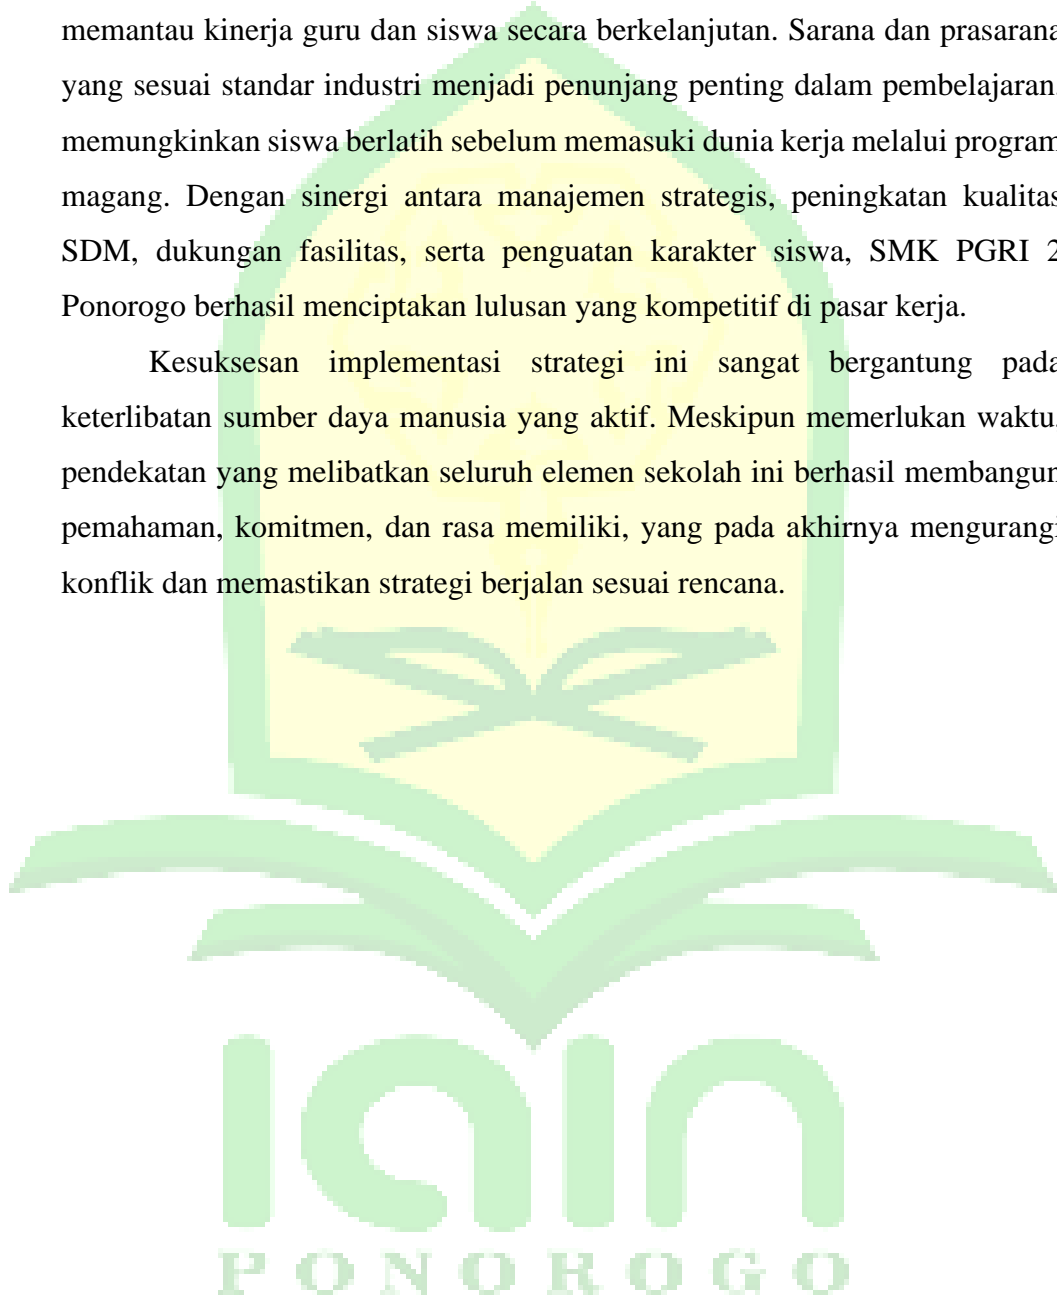 memantau kinerja guru dan siswa secara berkelanjutan. Sarana dan prasarana
yang sesuai standar industri menjadi penunjang penting dalam pembelajaran,
memungkinkan siswa berlatih sebelum memasuki dunia kerja melalui program
magang. Dengan sinergi antara manajemen strategis, peningkatan kualitas
SDM, dukungan fasilitas, serta penguatan karakter siswa, SMK PGRI 2
Ponorogo berhasil menciptakan lulusan yang kompetitif di pasar kerja.
Kesuksesan implementasi strategi ini sangat bergantung pada
keterlibatan sumber daya manusia yang aktif. Meskipun memerlukan waktu,
pendekatan yang melibatkan seluruh elemen sekolah ini berhasil membangun
pemahaman, komitmen, dan rasa memiliki, yang pada akhirnya mengurangi
konflik dan memastikan strategi berjalan sesuai rencana.
iain
PONOROGO